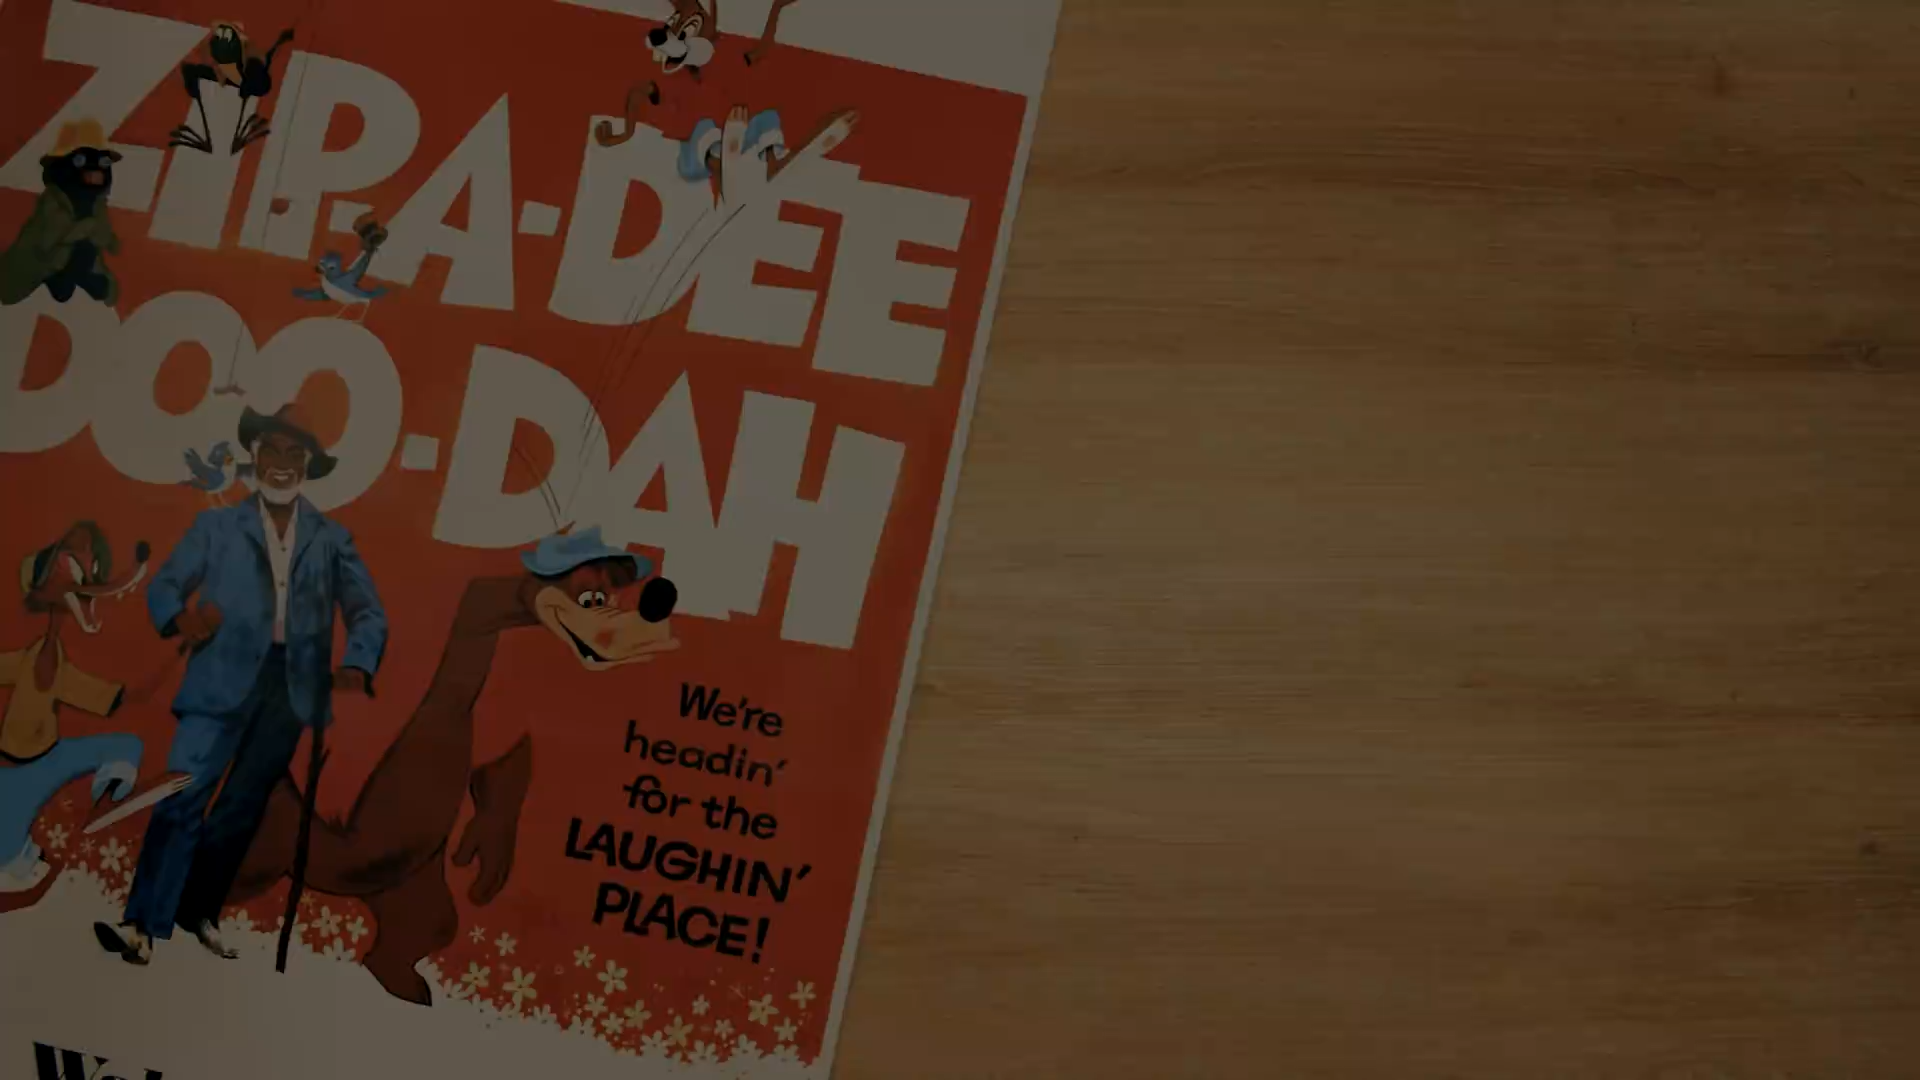 ZIP-A-DEE
DOO-DAH
We're
headin'
for the
LAUGHIN'
PLACE!